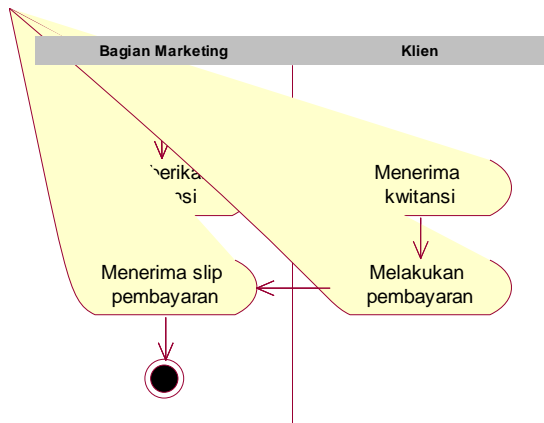 Bagian Marketing
Klien
Menerima
kwitansi
Menerima slip
pembayaran
Melakukan
pembayaran